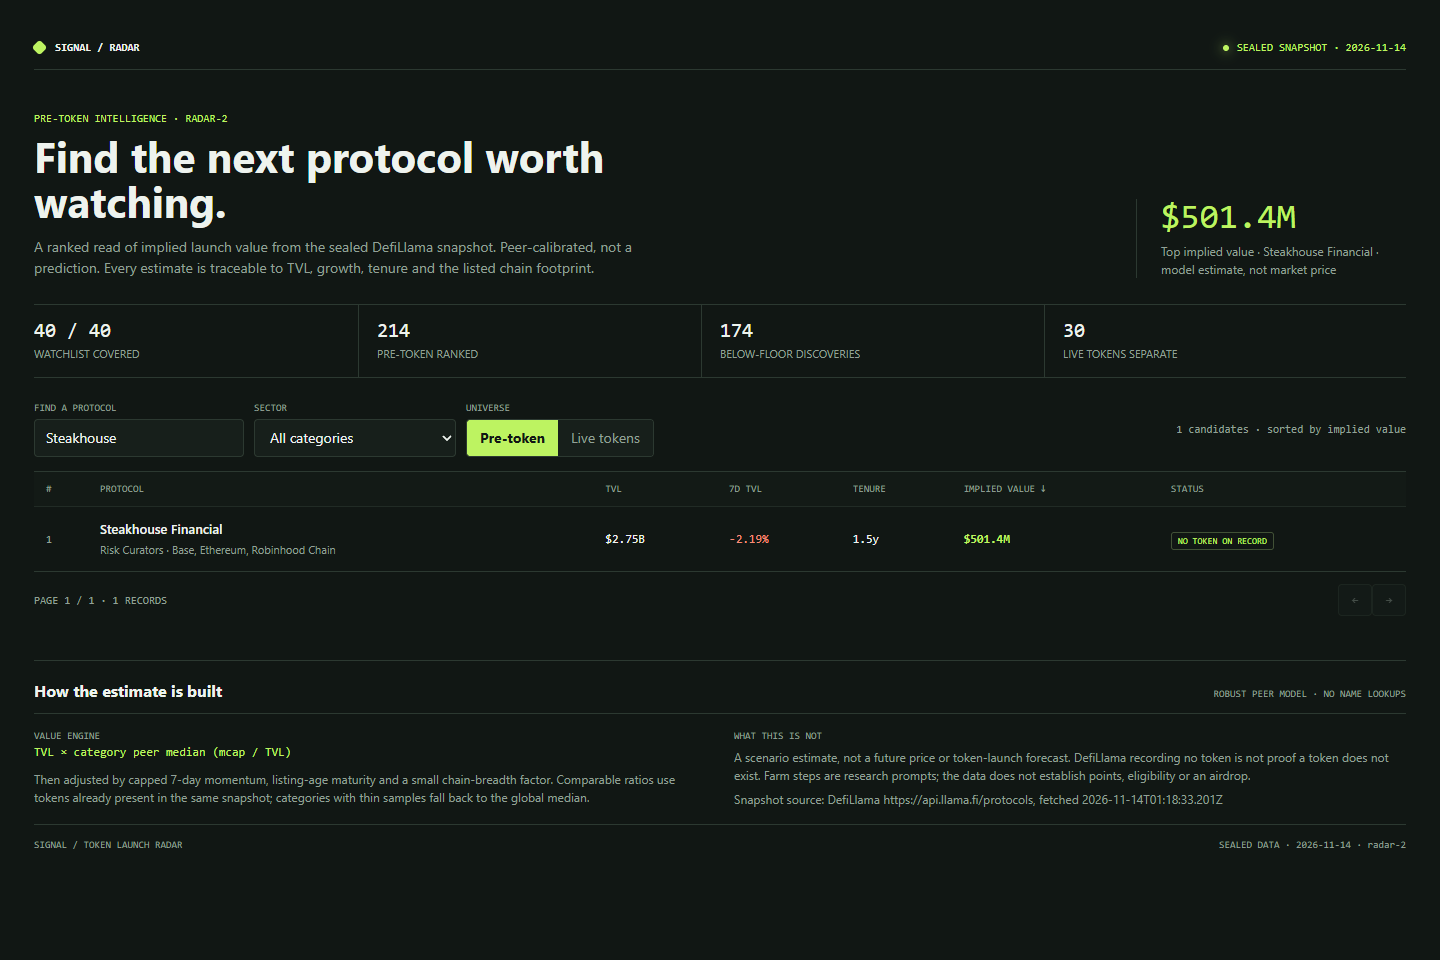 SIGNAL / RADAR
SEALED SNAPSHOT · 2026-11-14
PRE-TOKEN INTELLIGENCE · RADAR-2
Find the next protocol worth
watching.
A ranked read of implied launch value from the sealed DefiLlama snapshot. Peer-calibrated, not a
prediction. Every estimate is traceable to TVL, growth, tenure and the listed chain footprint.
$501.4M
Top implied value · Steakhouse Financial ·
model estimate, not market price
40 / 40
WATCHLIST COVERED
214
PRE-TOKEN RANKED
174
BELOW-FLOOR DISCOVERIES
30
LIVE TOKENS SEPARATE
FIND A PROTOCOL
Steakhouse
SECTOR
All categories
UNIVERSE
Pre-token
Live tokens
1 candidates · sorted by implied value
# PROTOCOL TVL 7D TVL TENURE IMPLIED VALUE ↓ STATUS
1 Steakhouse Financial $2.75B -2.19% 1.5y $501.4M NO TOKEN ON RECORD
Risk Curators · Base, Ethereum, Robinhood Chain
PAGE 1 / 1 · 1 RECORDS
← →
How the estimate is built
ROBUST PEER MODEL · NO NAME LOOKUPS
VALUE ENGINE
TVL × category peer median (mcap / TVL)
Then adjusted by capped 7-day momentum, listing-age maturity and a small chain-breadth factor. Comparable ratios use
tokens already present in the same snapshot; categories with thin samples fall back to the global median.
WHAT THIS IS NOT
A scenario estimate, not a future price or token-launch forecast. DefiLlama recording no token is not proof a token does not
exist. Farm steps are research prompts; the data does not establish points, eligibility or an airdrop.
Snapshot source: DefiLlama https://api.llama.fi/protocols, fetched 2026-11-14T01:18:33.201Z
SIGNAL / TOKEN LAUNCH RADAR
SEALED DATA · 2026-11-14 · radar-2